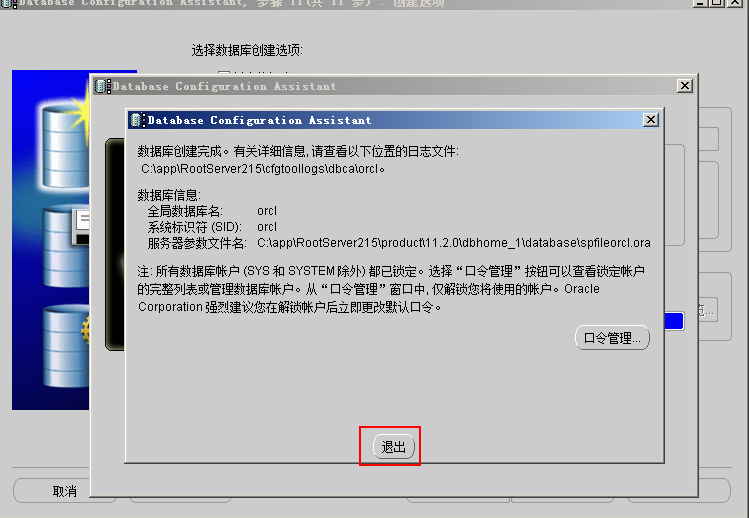 Database Configuration Assistant, 步骤 11(共 11 步) : 创建选项
选择数据库创建选项:
Database Configuration Assistant
Database Configuration Assistant
数据库创建完成。有关详细信息, 请查看以下位置的日志文件:
C:\app\RootServer215\cfgtoollogs\dbca\orcl。
数据库信息:
全局数据库名: orcl
系统标识符 (SID): orcl
服务器参数文件名: C:\app\RootServer215\product\11.2.0\dbhome_1\database\spfileorcl.ora
注: 所有数据库帐户 (SYS 和 SYSTEM 除外) 都已锁定。选择“口令管理”按钮可以查看锁定帐户
的完整列表或管理数据库帐户。从“口令管理”窗口中, 仅解锁您将使用的帐户。Oracle
Corporation 强烈建议您在解锁帐户后立即更改默认口令。
口令管理...
退出
取消